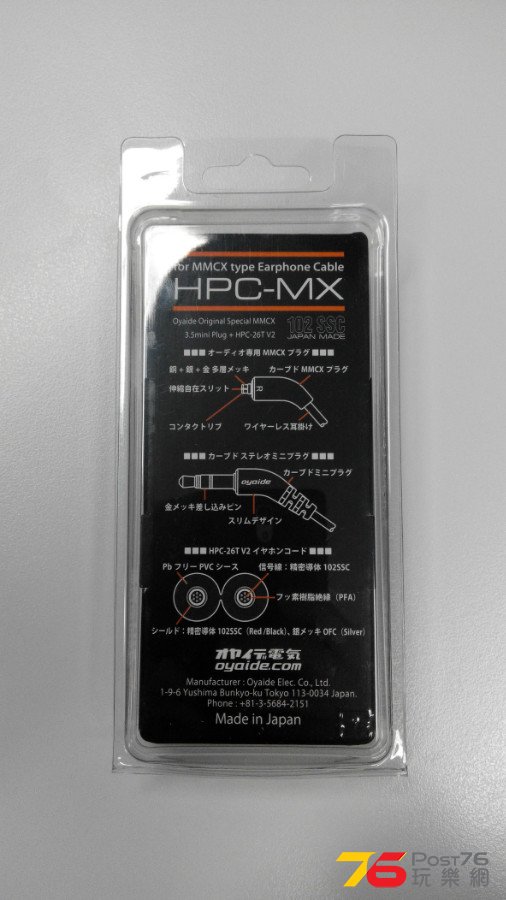 for MMCX type Earphone Cable
HPC-MX
Oyaide Original Special MMCX
3.5mini Plug + HPC-26T V2
102 SSC
JAPAN MADE
■■■ オーディオ専用 MMCX プラグ ■■■
銅 + 銀 + 金 多層メッキ
カーブド MMCX プラグ
伸縮自在スリット
R
コンタクトリブ
ワイヤーレス耳掛け
■■■ カーブド ステレオミニプラグ ■■■
カーブドミニプラグ
oyaide
金メッキ差し込みピン
スリムデザイン
■■■ HPC-26T V2 イヤホンコード ■■■
Pb フリー PVC シース
信号線：精密導体 102SSC
フッ素樹脂絶縁（PFA）
シールド：精密導体 102SSC（Red /Black）、銀メッキ OFC（Silver）
オヤイデ電気
oyaide.com
Manufacturer : Oyaide Elec. Co., Ltd.
1-9-6 Yushima Bunkyo-ku Tokyo 113-0034 Japan.
Phone : +81-3-5684-2151
Made in Japan
76 Post76
玩樂網